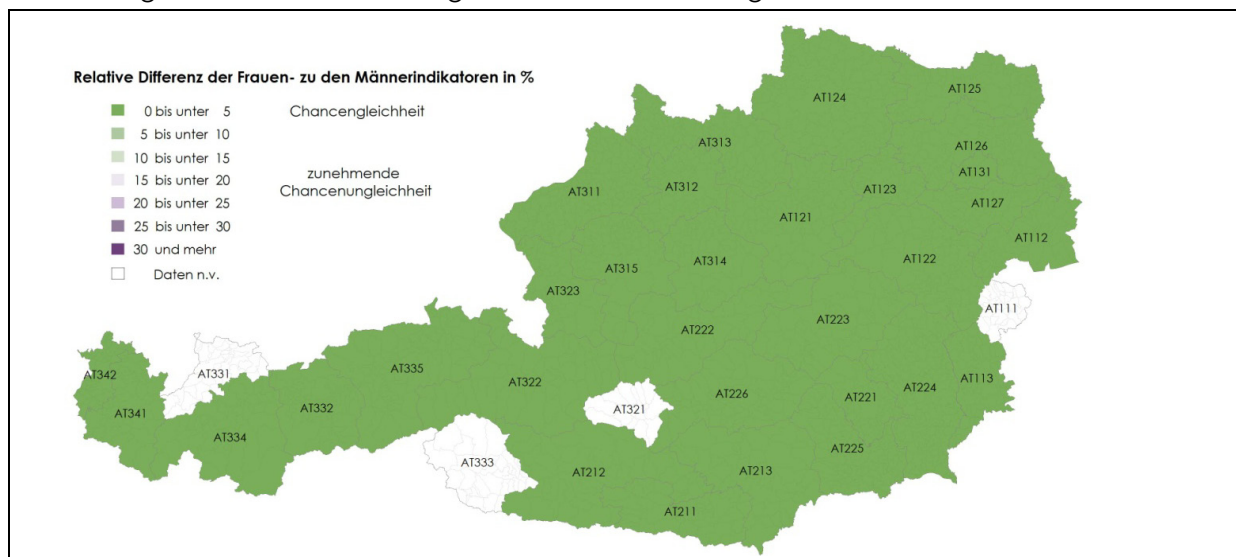 Relative Differenz der Frauen- zu den Männerindikatoren in %
0 bis unter 5 Chancengleichheit
5 bis unter 10
10 bis unter 15
15 bis unter 20 zunehmende
20 bis unter 25 Chancenungleichheit
25 bis unter 30
30 und mehr
Daten n.v.
AT124
AT125
AT313
AT126
AT131
AT311
AT312
AT123
AT127
AT121
AT112
AT122
AT314
AT315
AT323
AT111
AT223
AT222
AT335
AT322
AT331
AT342
AT113
AT224
AT226
AT221
AT321
AT332
AT341
AT334
AT225
AT333
AT212
AT213
AT211